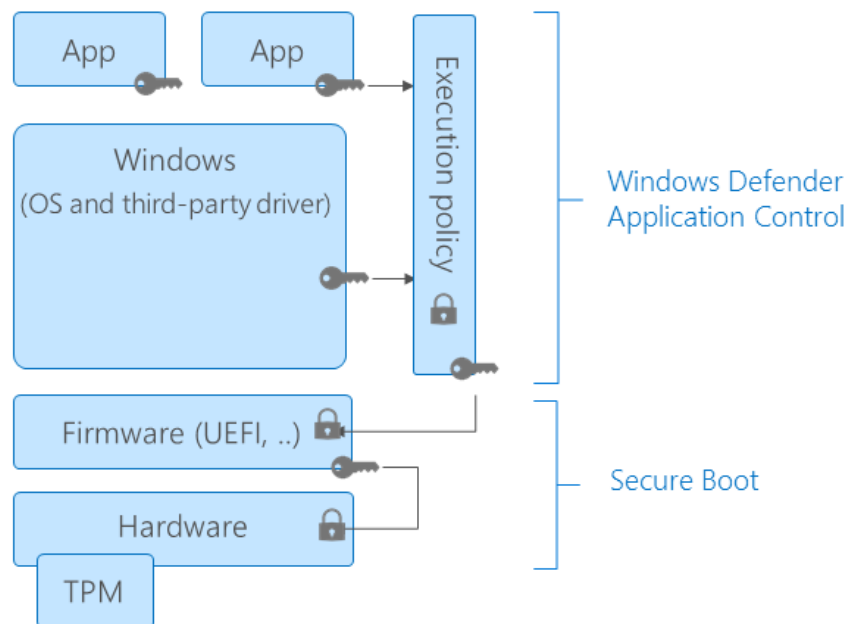 App
App
Execution policy
Windows
(OS and third-party driver)
Windows Defender
Application Control
Firmware (UEFI, ..)
Secure Boot
Hardware
TPM